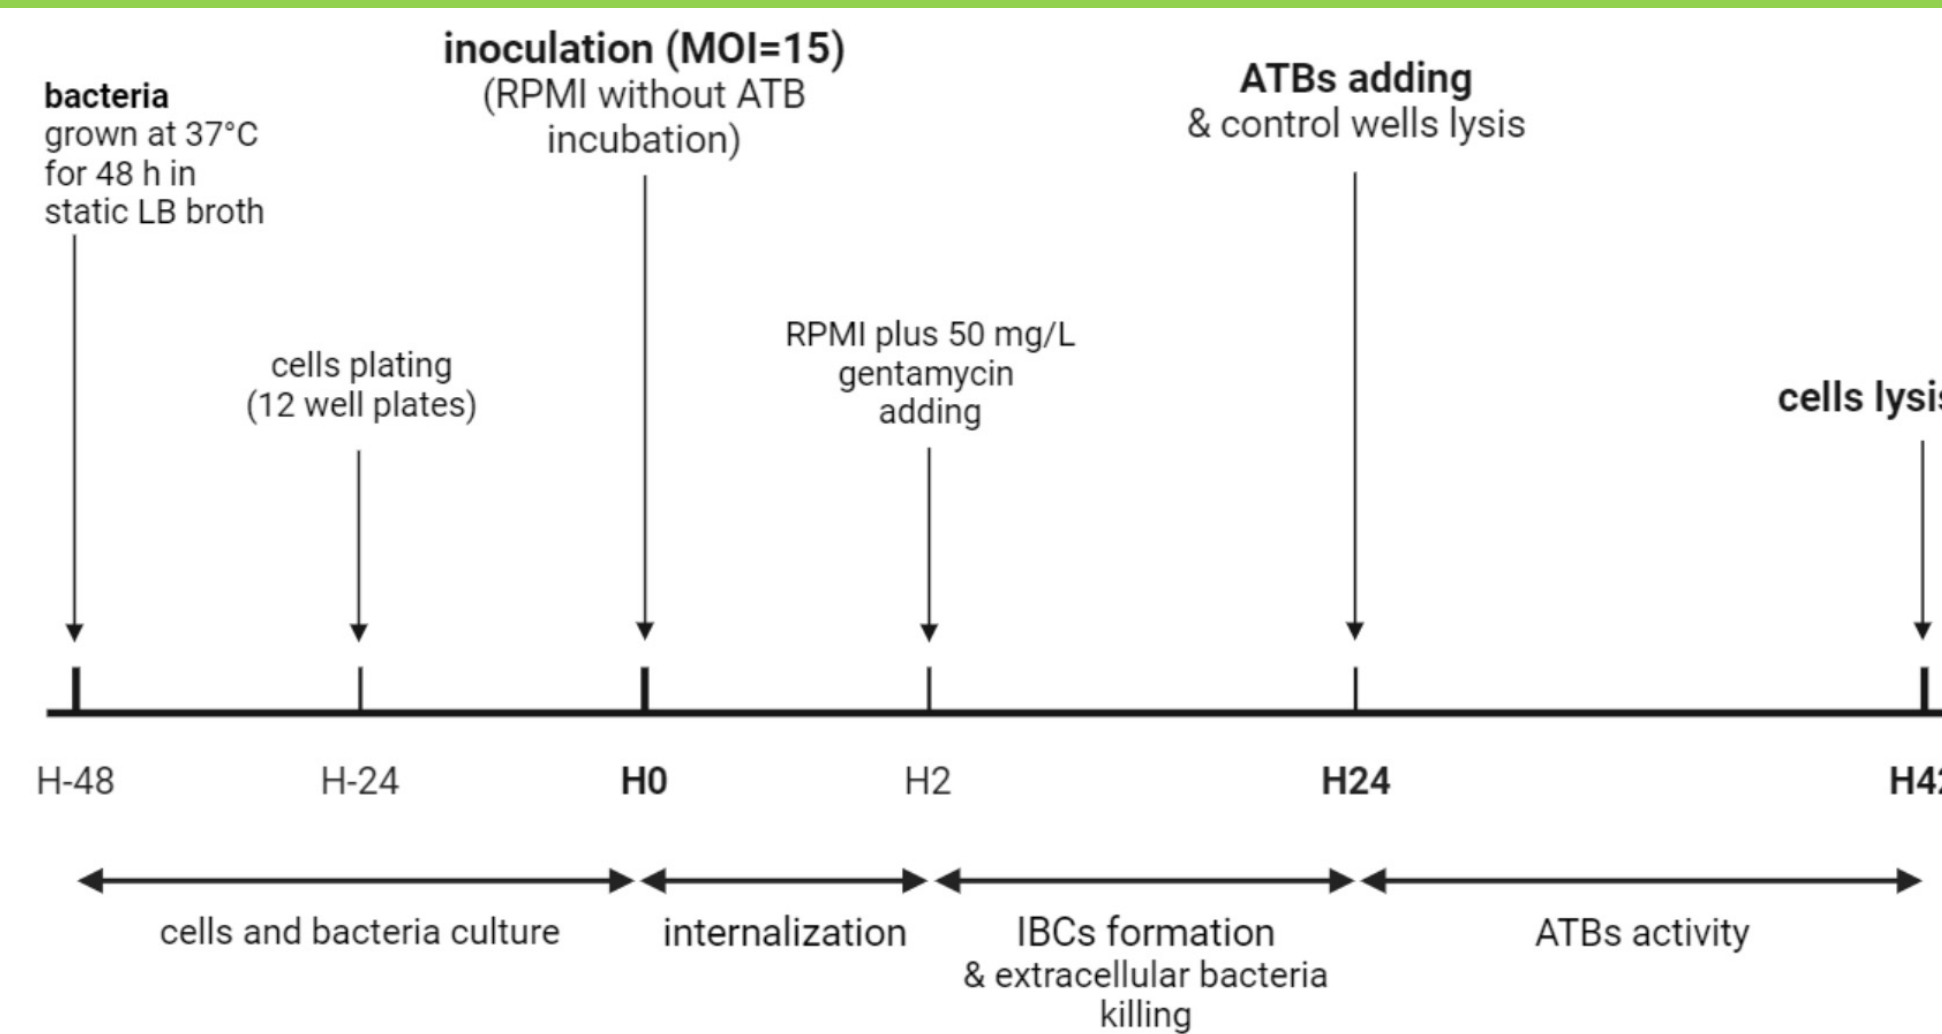 bacteria
grown at 37°C
for 48 h in
static LB broth
cells plating
(12 well plates)
inoculation (MOI=15)
(RPMI without ATB
incubation)
RPMI plus 50 mg/L
gentamycin
adding
ATBs adding
& control wells lysis
cells
H-48
H-24
H0
H2
H24
cells and bacteria culture
internalization
IBCs formation
& extracellular bacteria
killing
ATBs activity